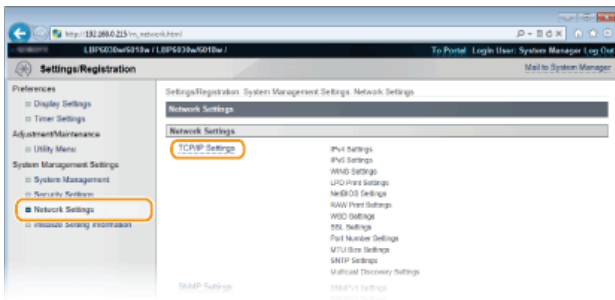 http://192.168.0.215/m_network.html
LBP6030w/6018w / LBP6030w/6018w /
To Portal Login User: System Manager Log Out
Settings/Registration
Mail to System Manager
Preferences
Display Settings
Timer Settings
Adjustment/Maintenance
Utility Menu
System Management Settings
System Management
Security Settings
Network Settings
Initialize Setting Information
Settings/Registration: System Management Settings: Network Settings
Network Settings
Network Settings
TCP/IP Settings
IPv4 Settings
IPv6 Settings
WINS Settings
LPD Print Settings
NetBIOS Settings
RAW Print Settings
WSD Settings
SSL Settings
Port Number Settings
MTU Size Settings
SNTP Settings
Multicast Discovery Settings
SNMP Settings
SNMPv1 Settings